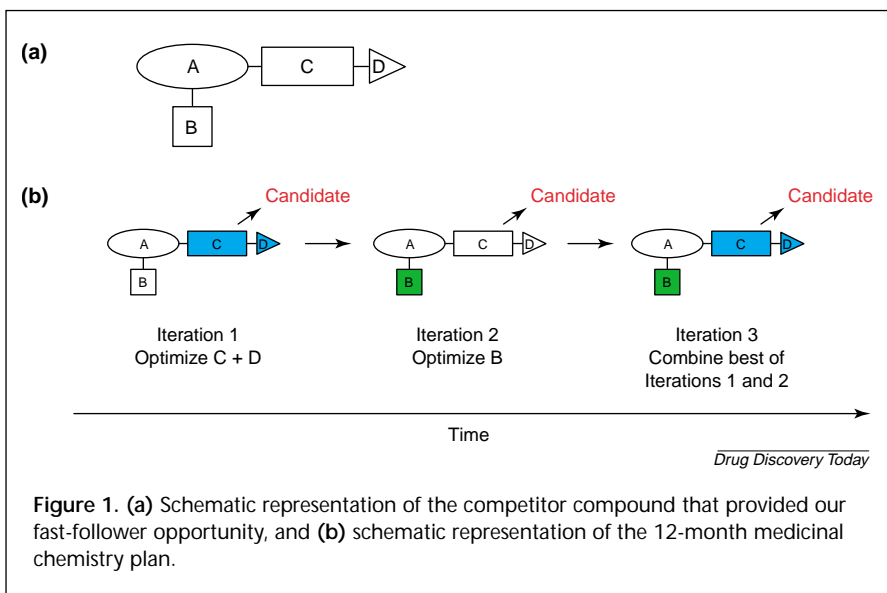 (a)
A C D
B
(b)
Candidate Candidate Candidate
A C D A C D A C D
B B B
Iteration 1 Iteration 2 Iteration 3
Optimize C + D Optimize B Combine best of
Iterations 1 and 2
Time
Drug Discovery Today
Figure 1. (a) Schematic representation of the competitor compound that provided our
fast-follower opportunity, and (b) schematic representation of the 12-month medicinal
chemistry plan.